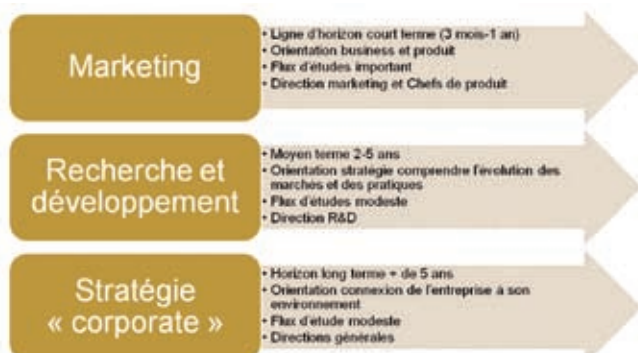 Marketing
• Ligne d'horizon court terme (3 mois-1 an)
• Orientation business et produit
• Flux d'études important
• Direction marketing et Chefs de produit
Recherche et
développement
• Moyen terme 2-5 ans
• Orientation stratégie comprendre l'évolution des
marchés et des pratiques
• Flux d'études modeste
• Direction R&D
Stratégie
« corporate »
• Horizon long terme + de 5 ans
• Orientation connexion de l'entreprise à son
environnement
• Flux d'étude modeste
• Directions générales